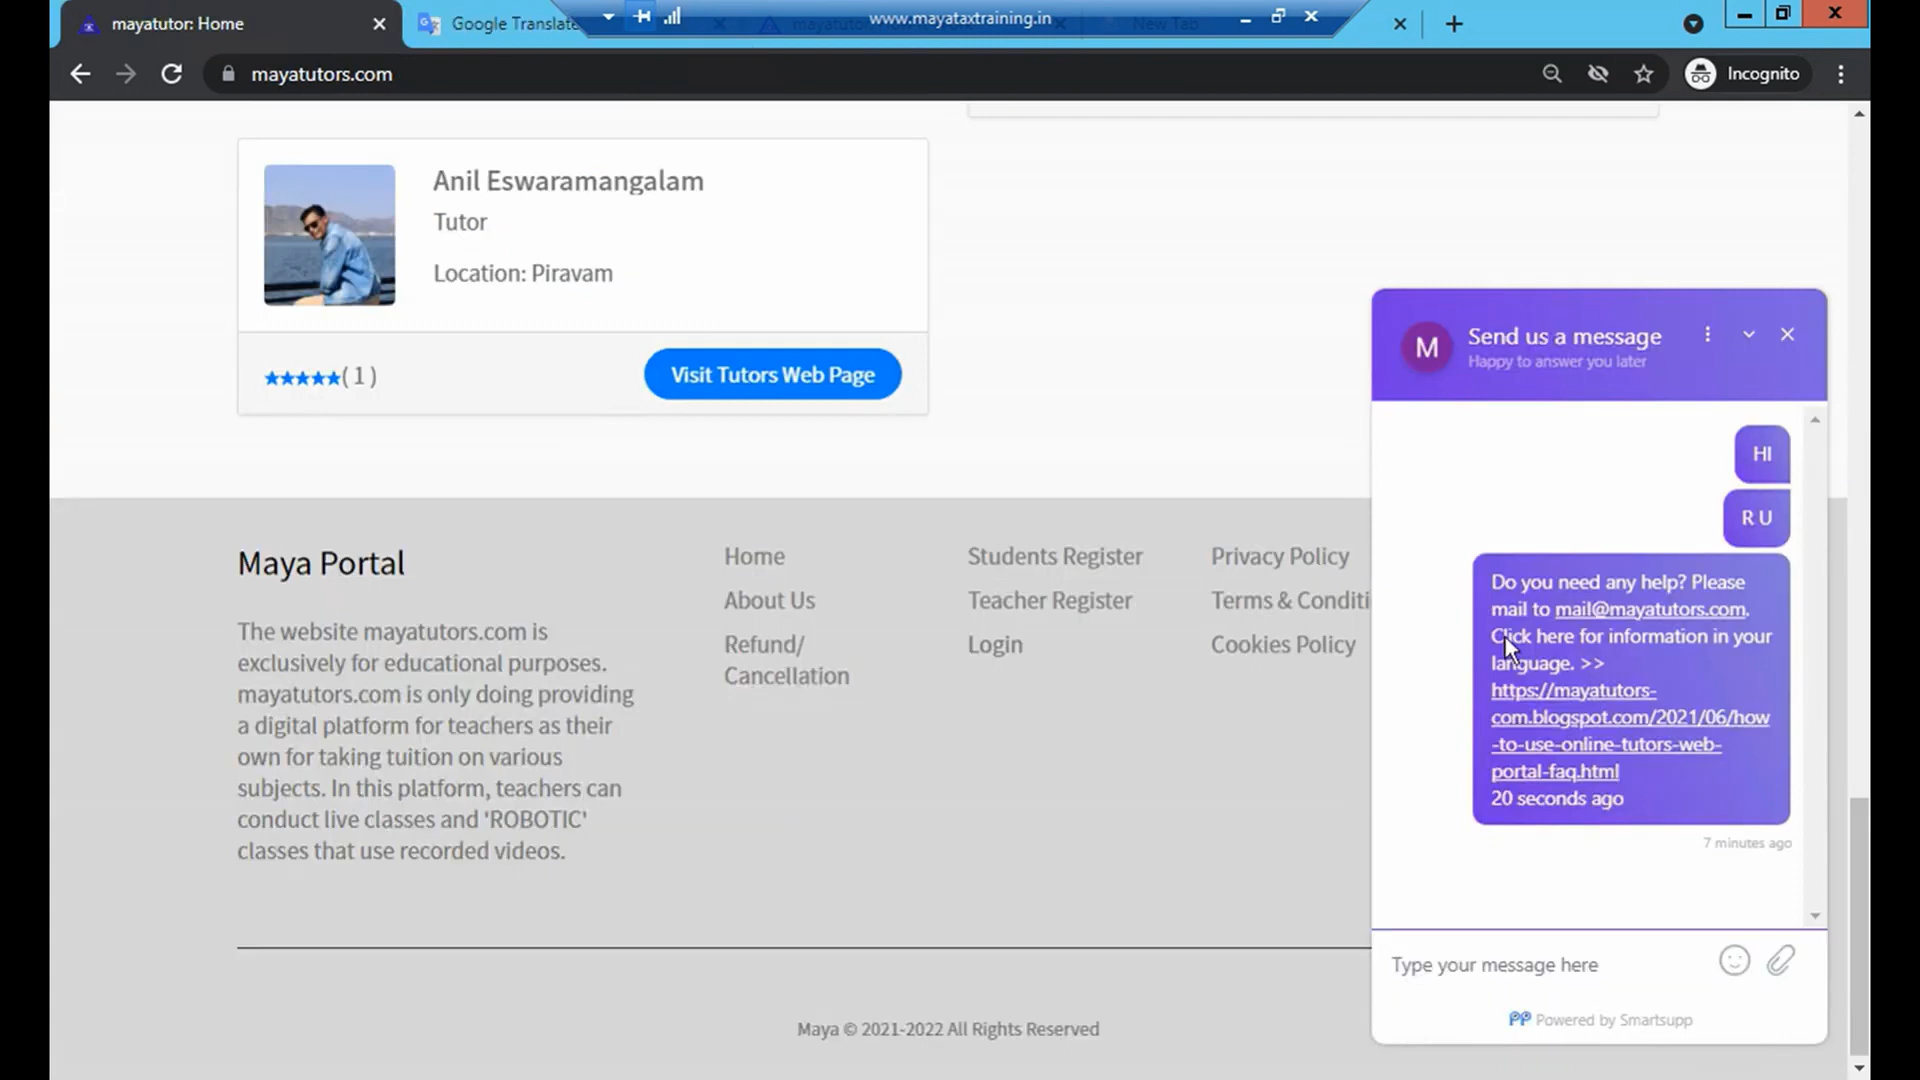 mayatutor: Home
Google Translate
www.mayataxtraining.in
New Tab
mayatutors.com
Incognito
Anil Eswaramangalam
Tutor
Location: Piravam
★★★★★( 1 )
Visit Tutors Web Page
Maya Portal
The website mayatutors.com is
exclusively for educational purposes.
mayatutors.com is only doing providing
a digital platform for teachers as their
own for taking tuition on various
subjects. In this platform, teachers can
conduct live classes and 'ROBOTIC'
classes that use recorded videos.
Home
About Us
Refund/
Cancellation
Students Register
Teacher Register
Login
Privacy Policy
Terms & Conditi
Cookies Policy
Maya © 2021-2022 All Rights Reserved
M
Send us a message
Happy to answer you later
HI
R U
Do you need any help? Please
mail to mail@mayatutors.com.
Click here for information in your
language. >>
https://mayatutors-
com.blogspot.com/2021/06/how
-to-use-online-tutors-web-
portal-faq.html
20 seconds ago
7 minutes ago
Type your message here
Powered by Smartsupp